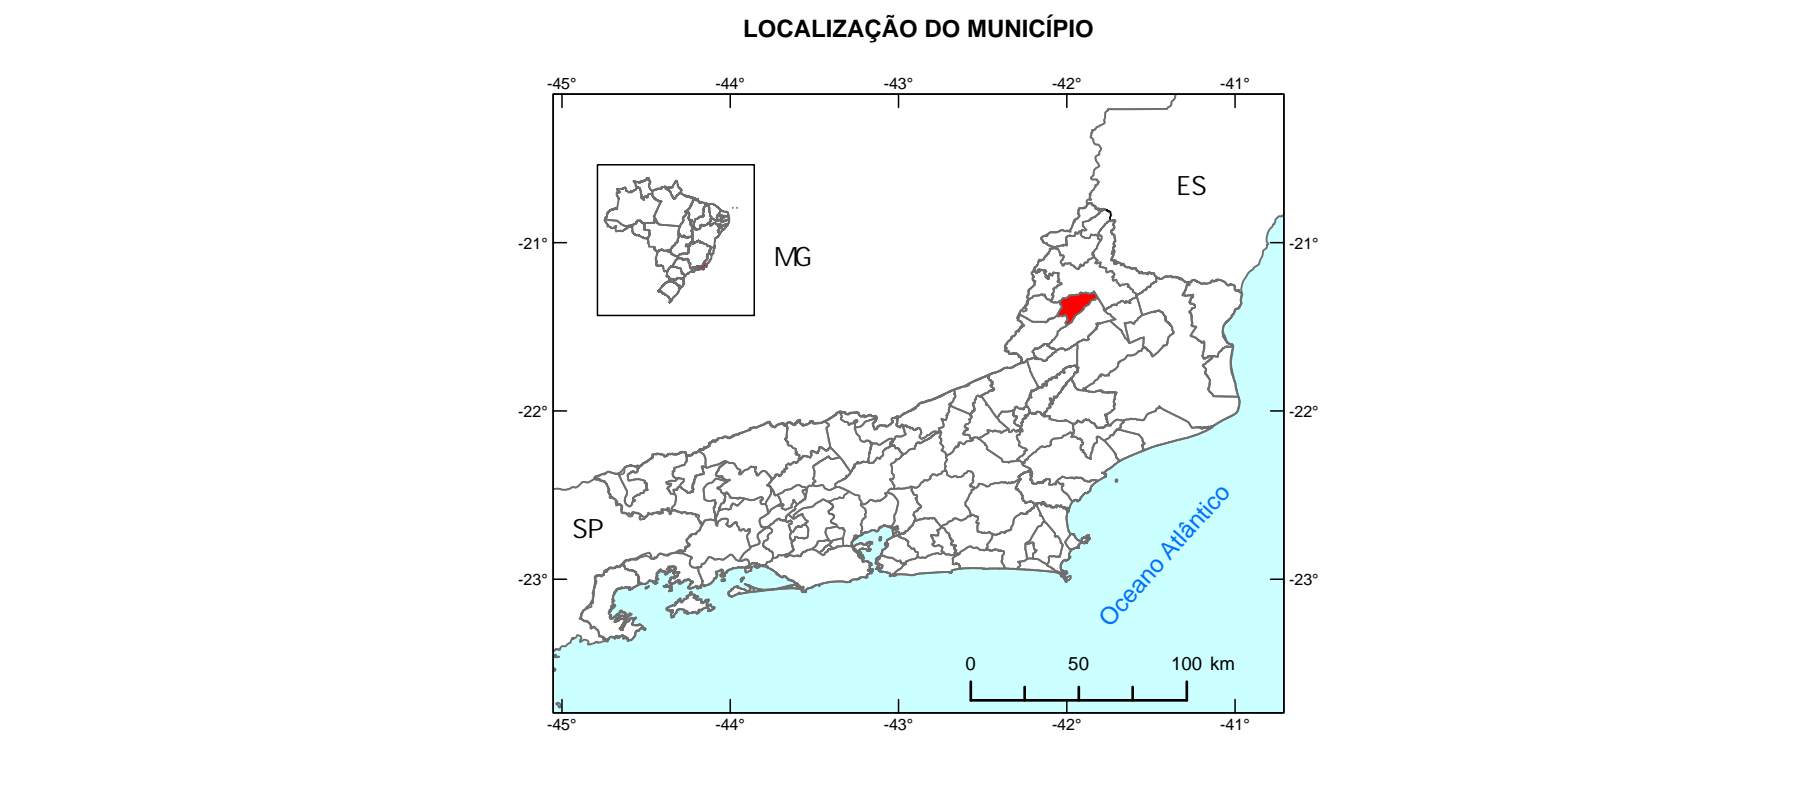 LOCALIZAÇÃO DO MUNICÍPIO
-45° -44° -43° -42° -41°
ES
-21° MG -21°
-22° -22°
SP
Oceano Atlântico
-23° -23°
0 50 100 km
-45° -44° -43° -42° -41°